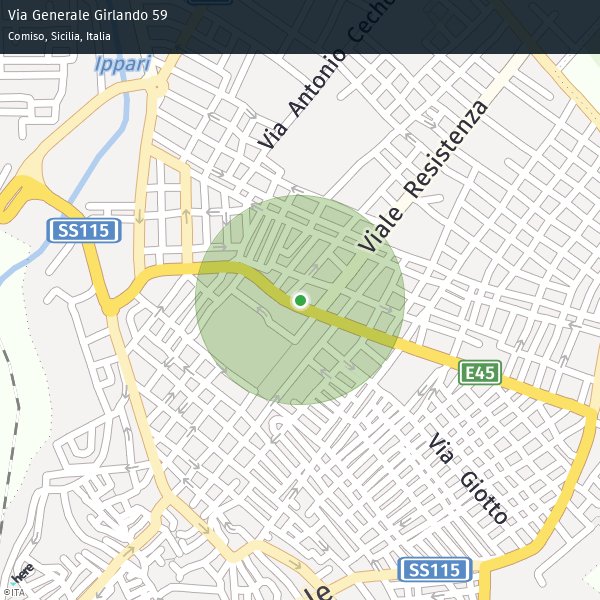 Via Generale Girlando 59
Comiso, Sicilia, Italia
Ippari
Via Antonio
Viale Resistenza
SS115
E45
Via Giotto
SS115
here
©ITA